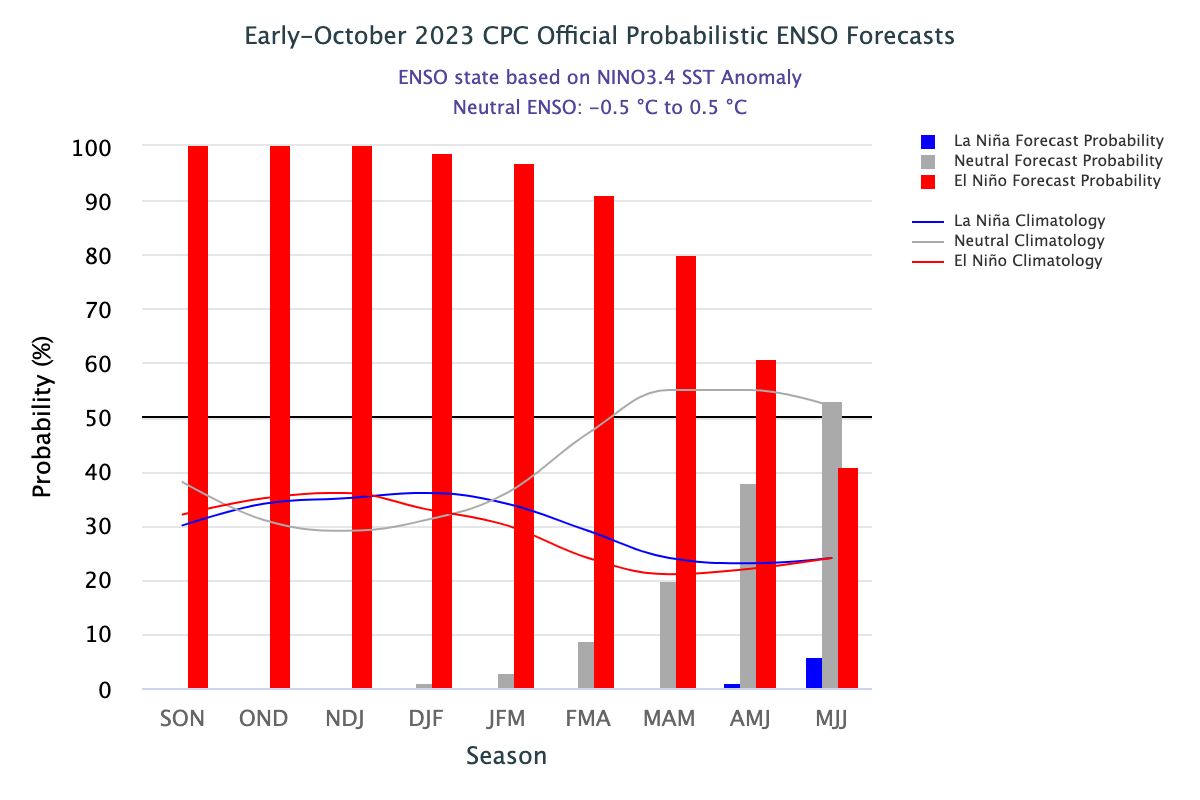 Early-October 2023 CPC Official Probabilistic ENSO Forecasts
ENSO state based on NINO3.4 SST Anomaly
Neutral ENSO: -0.5 °C to 0.5 °C
La Niña Forecast Probability
Neutral Forecast Probability
El Niño Forecast Probability
La Niña Climatology
Neutral Climatology
El Niño Climatology
Probability (%)
100
90
80
70
60
50
40
30
20
10
0
SON OND NDJ DJF JFM FMA MAM AMJ MJJ
Season